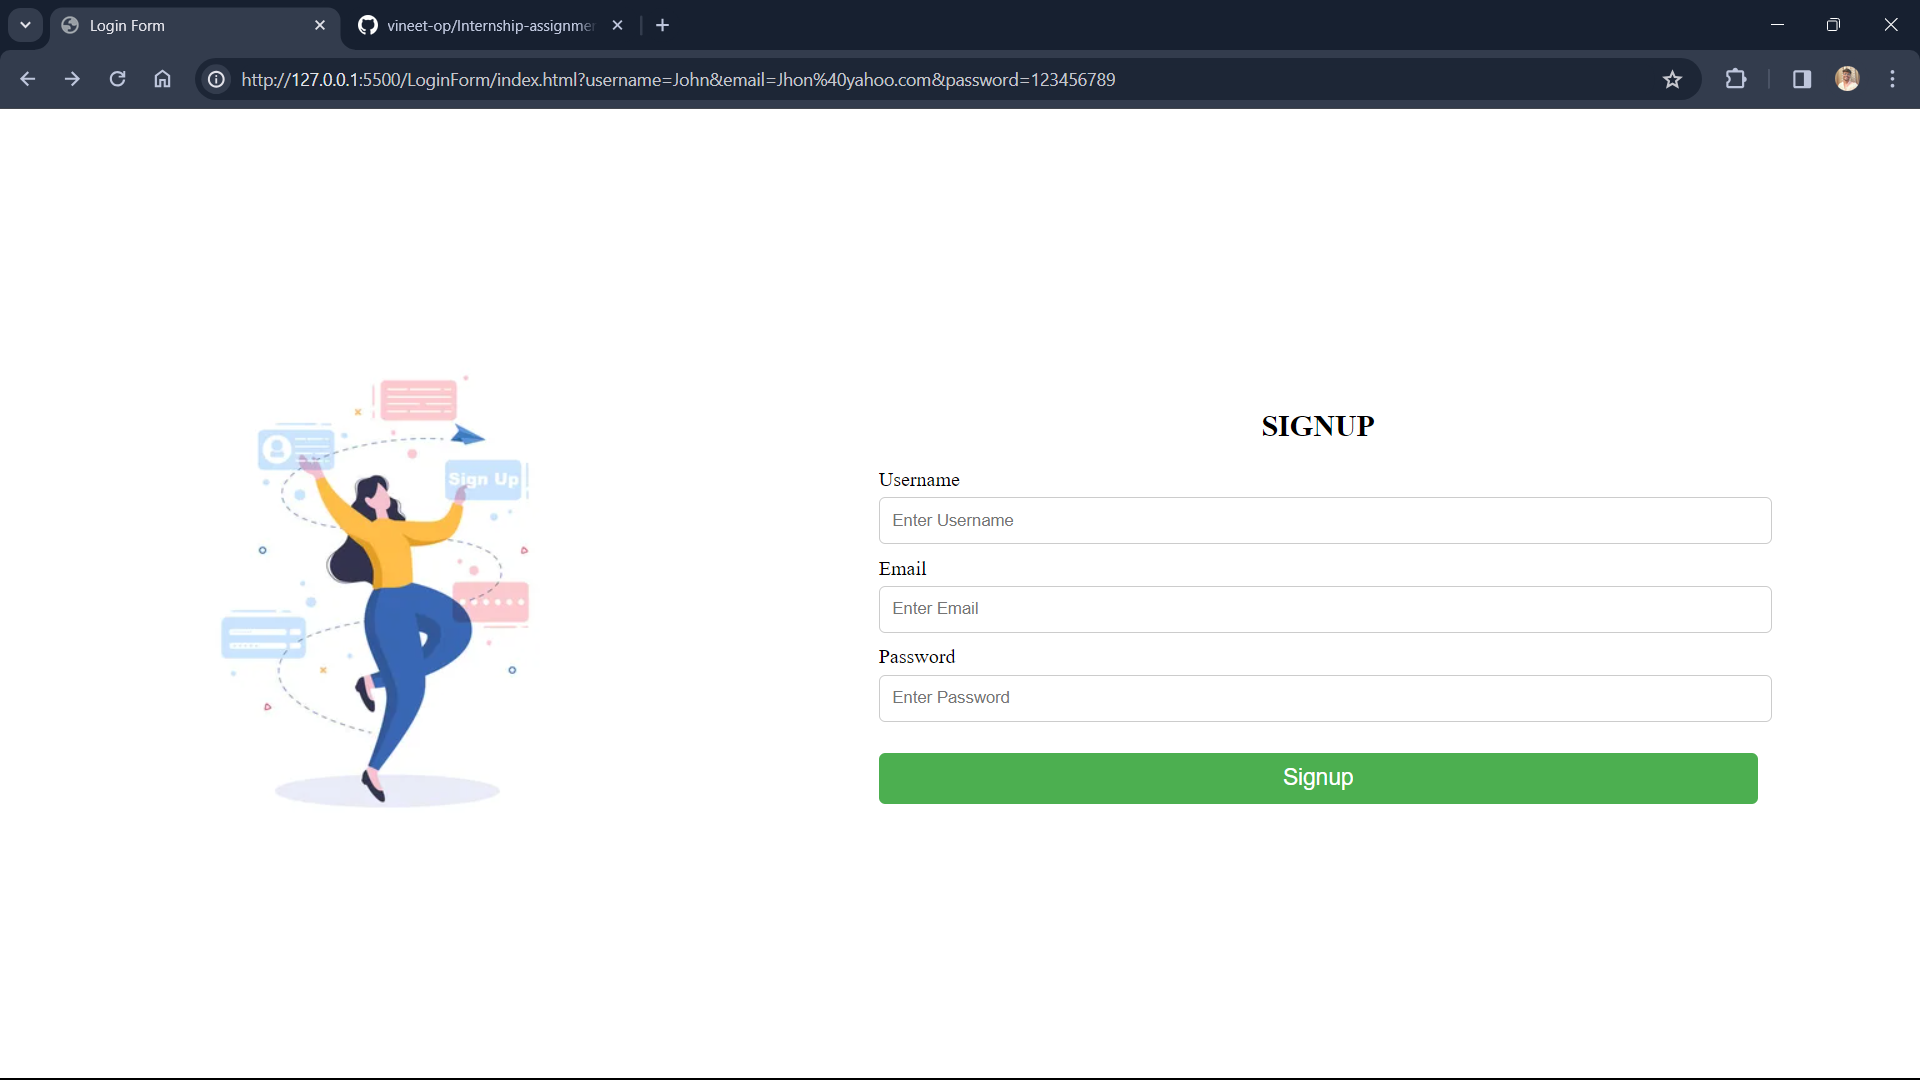 Login Form
vineet-op/Internship-assignmer
http://127.0.0.1:5500/LoginForm/index.html?username=John&email=Jhon%40yahoo.com&password=123456789
Sign Up
SIGNUP
Username
Enter Username
Email
Enter Email
Password
Enter Password
Signup